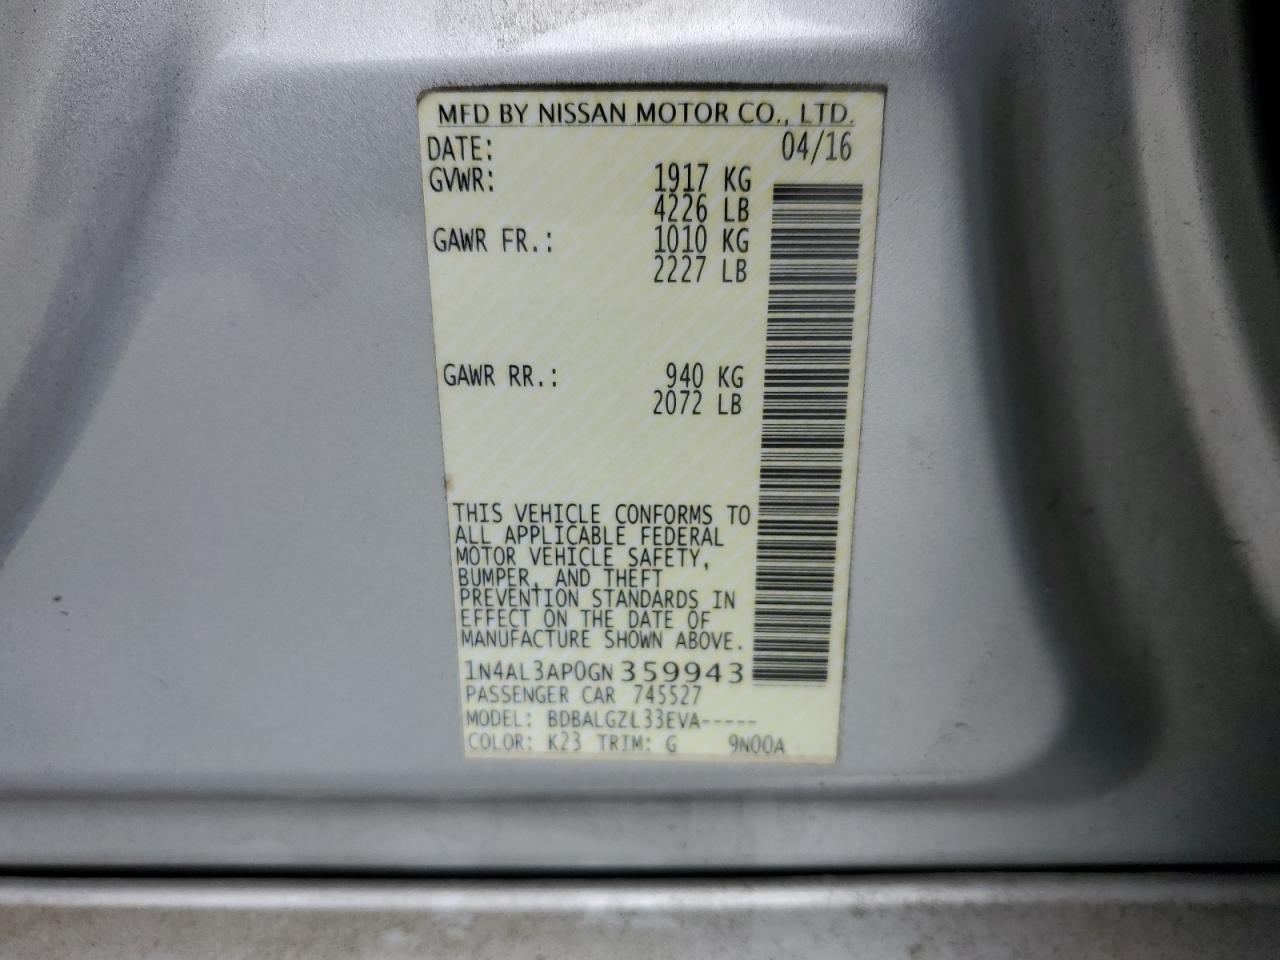 MFD BY NISSAN MOTOR CO., LTD.
DATE: 04/16
GVWR: 1917 KG
4226 LB
GAWR FR.: 1010 KG
2227 LB
GAWR RR.: 940 KG
2072 LB
THIS VEHICLE CONFORMS TO
ALL APPLICABLE FEDERAL
MOTOR VEHICLE SAFETY,
BUMPER, AND THEFT
PREVENTION STANDARDS IN
EFFECT ON THE DATE OF
MANUFACTURE SHOWN ABOVE.
1N4AL3AP0GN359943
PASSENGER CAR 745527
MODEL: BDBALGZL33EVA-----
COLOR: K23 TRIM: G 9N00A